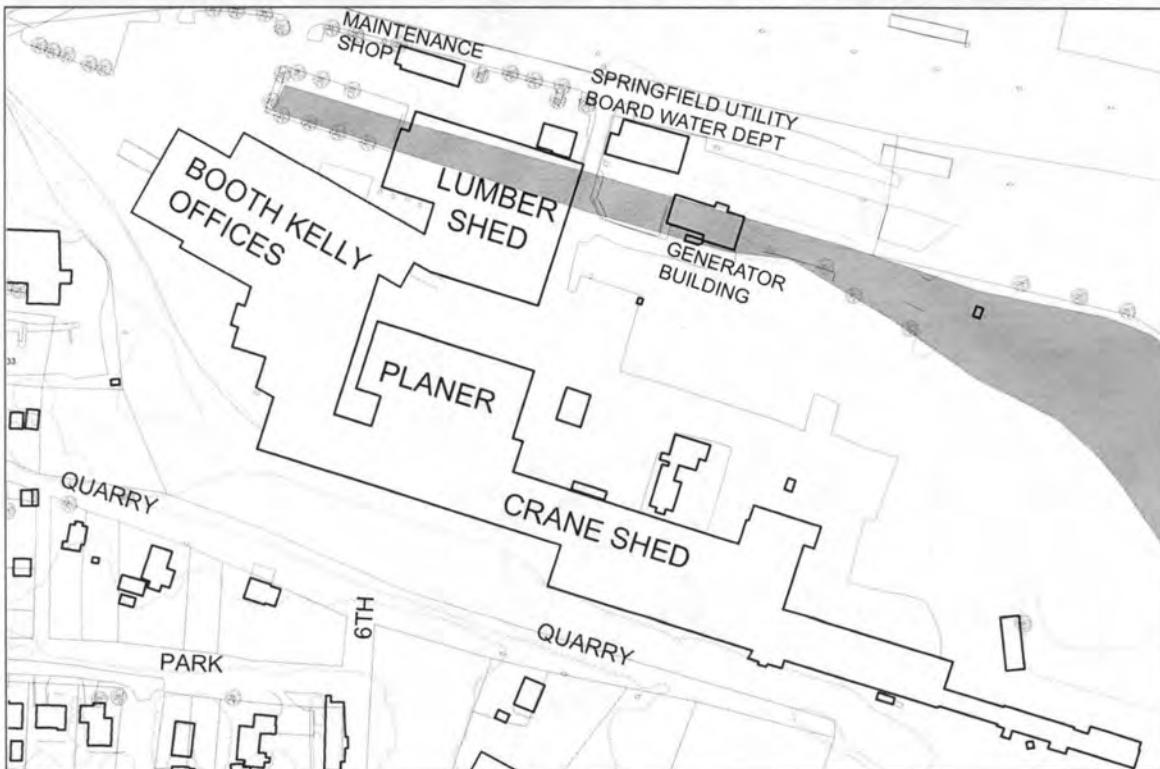 MAINTENANCE
SHOP
SPRINGFIELD UTILITY
BOARD WATER DEPT
BOOTH KELLY
OFFICES
LUMBER
SHED
GENERATOR
BUILDING
PLANER
33
CRANE SHED
QUARRY
6TH
QUARRY
PARK